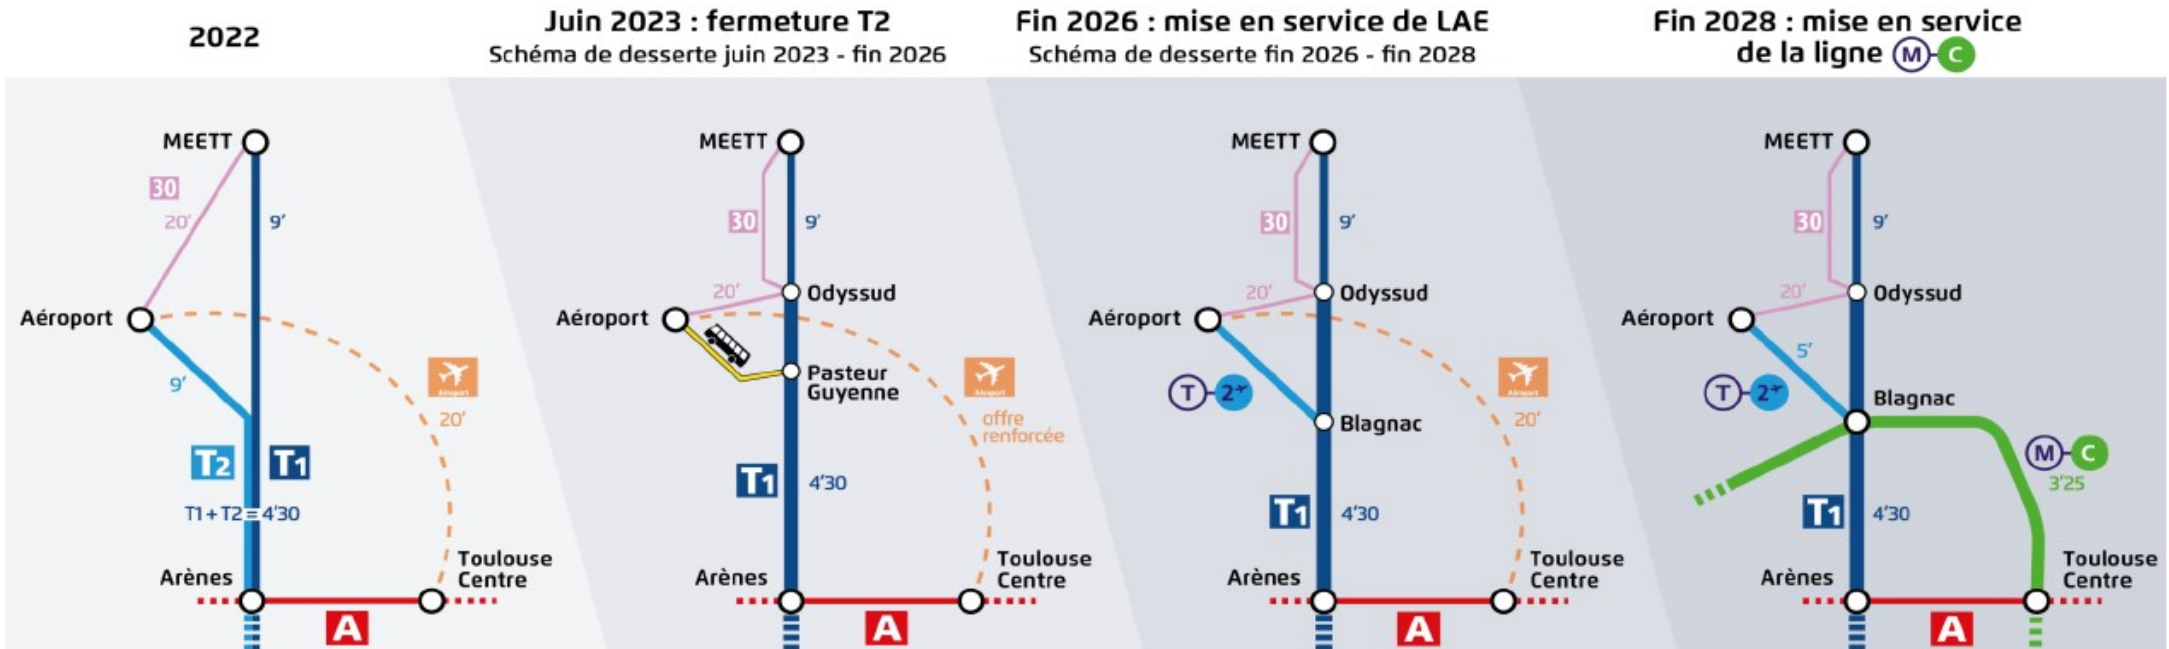 2022
MEETT
30
20'
9'
Aéroport
9'
Aéroport
20'
T2
T1
T1 + T2 = 4'30
Arènes
Toulouse
Centre
A
Juin 2023 : fermeture T2
Schéma de desserte juin 2023 - fin 2026
MEETT
30
9'
20'
Odyssud
Aéroport
Pasteur
Guyenne
Aéroport
offre
renforcée
T1
4'30
Arènes
Toulouse
Centre
A
Fin 2026 : mise en service de LAE
Schéma de desserte fin 2026 - fin 2028
MEETT
30
9'
20'
Odyssud
Aéroport
T 2
Blagnac
Aéroport
20'
T1
4'30
Arènes
Toulouse
Centre
A
Fin 2028 : mise en service
de la ligne M C
MEETT
30
9'
20'
Odyssud
Aéroport
5'
T 2
Blagnac
M C
3'25
T1
4'30
Arènes
Toulouse
Centre
A